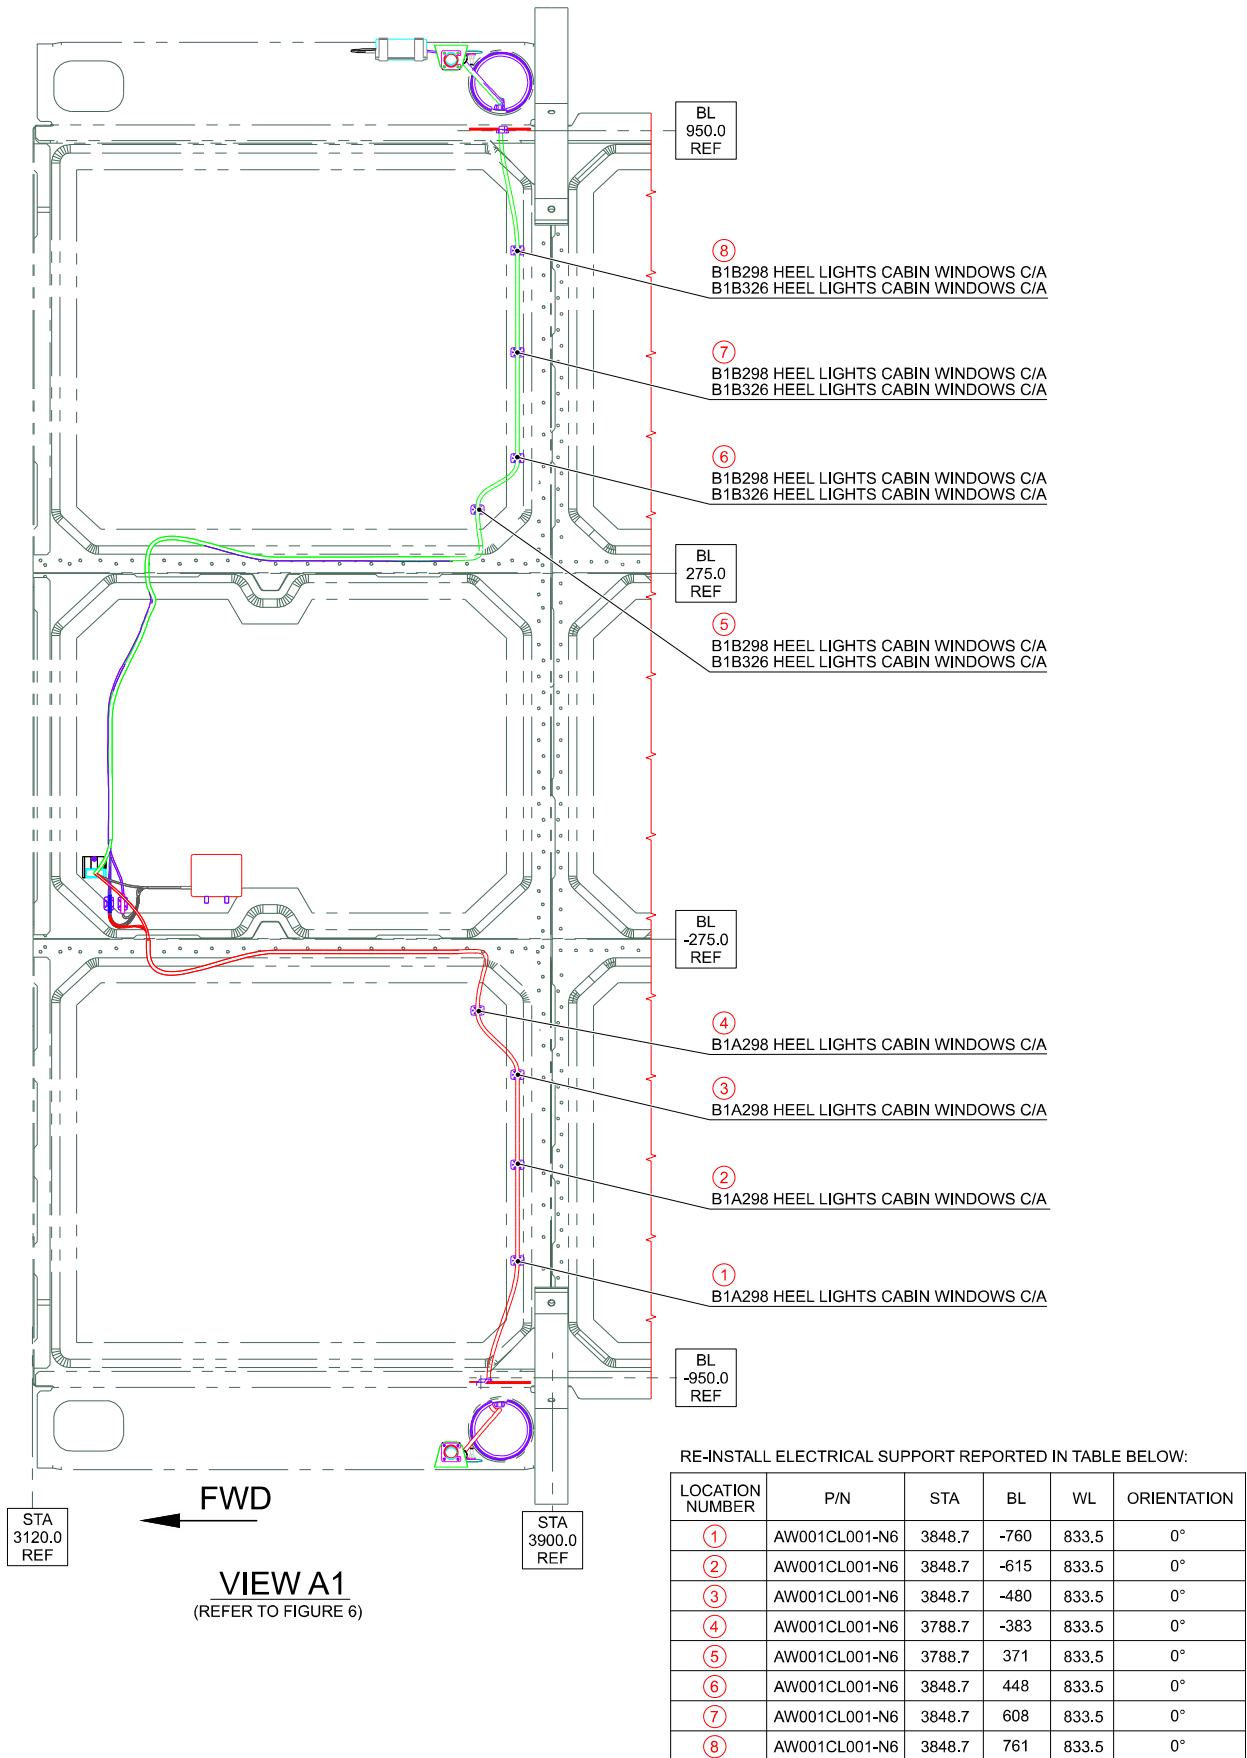 BL
950.0
REF
8
B1B298 HEEL LIGHTS CABIN WINDOWS C/A
B1B326 HEEL LIGHTS CABIN WINDOWS C/A
7
B1B298 HEEL LIGHTS CABIN WINDOWS C/A
B1B326 HEEL LIGHTS CABIN WINDOWS C/A
6
B1B298 HEEL LIGHTS CABIN WINDOWS C/A
B1B326 HEEL LIGHTS CABIN WINDOWS C/A
BL
275.0
REF
5
B1B298 HEEL LIGHTS CABIN WINDOWS C/A
B1B326 HEEL LIGHTS CABIN WINDOWS C/A
BL
-275.0
REF
4
B1A298 HEEL LIGHTS CABIN WINDOWS C/A
3
B1A298 HEEL LIGHTS CABIN WINDOWS C/A
2
B1A298 HEEL LIGHTS CABIN WINDOWS C/A
1
B1A298 HEEL LIGHTS CABIN WINDOWS C/A
BL
-950.0
REF
FWD
STA
3120.0
REF
STA
3900.0
REF
VIEW A1
(REFER TO FIGURE 6)
RE-INSTALL ELECTRICAL SUPPORT REPORTED IN TABLE BELOW:
LOCATION NUMBER P/N STA BL WL ORIENTATION
1 AW001CL001-N6 3848.7 -760 833.5 0°
2 AW001CL001-N6 3848.7 -615 833.5 0°
3 AW001CL001-N6 3848.7 -480 833.5 0°
4 AW001CL001-N6 3788.7 -383 833.5 0°
5 AW001CL001-N6 3788.7 371 833.5 0°
6 AW001CL001-N6 3848.7 448 833.5 0°
7 AW001CL001-N6 3848.7 608 833.5 0°
8 AW001CL001-N6 3848.7 761 833.5 0°